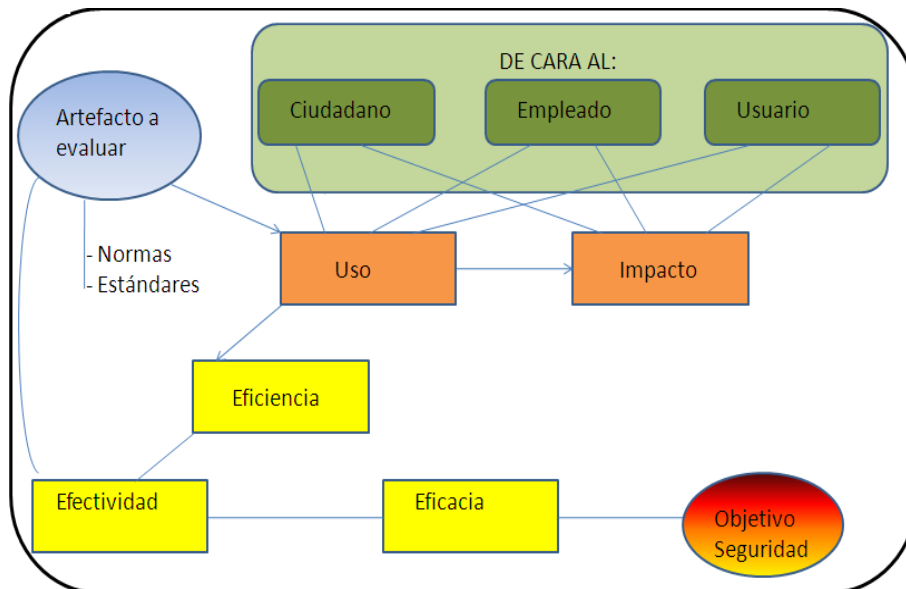 DE CARA AL:
Ciudadano
Empleado
Usuario
Artefacto a
evaluar
- Normas
- Estándares
Uso
Impacto
Eficiencia
Efectividad
Eficacia
Objetivo
Seguridad